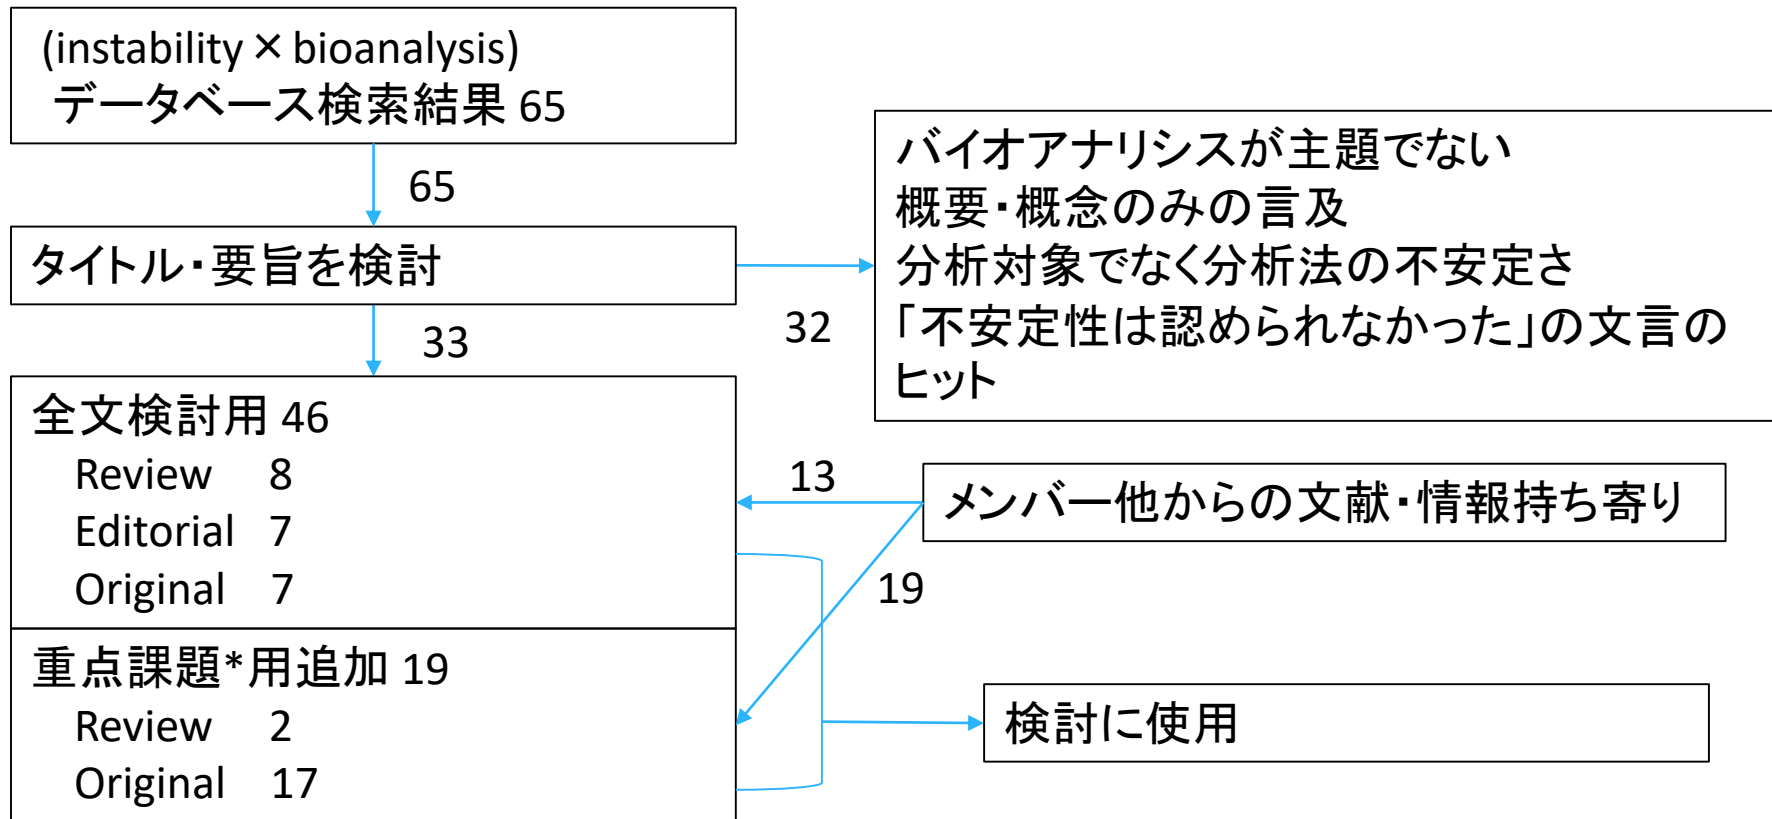 (instability × bioanalysis)
データベース検索結果 65
65
タイトル・要旨を検討
32
バイオアナリシスが主題でない
概要・概念のみの言及
分析対象でなく分析法の不安定さ
「不安定性は認められなかった」の文言の
ヒット
33
全文検討用 46
Review 8
Editorial 7
Original 7
13
メンバー他からの文献・情報持ち寄り
19
重点課題*用追加 19
Review 2
Original 17
検討に使用